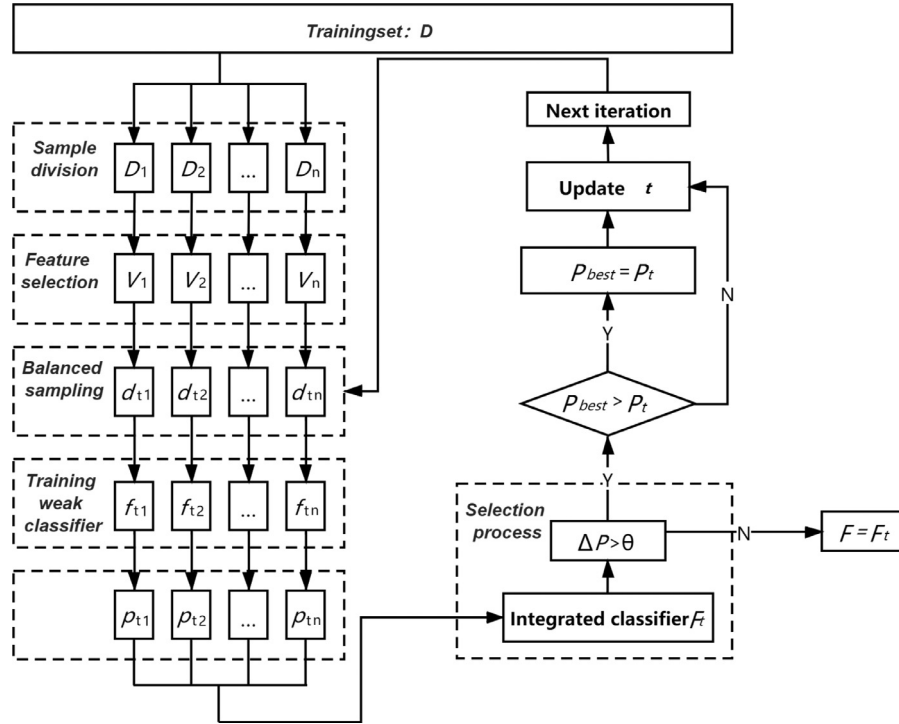 Trainingset: D
Sample
division
D1 D2 ... Dn
Feature
selection
V1 V2 ... Vn
Balanced
sampling
dt1 dt2 ... dtn
Training
weak
classifier
ft1 ft2 ... ftn
pt1 pt2 ... ptn
Next iteration
Update t
Pbest = Pt
Y
N
Pbest > Pt
Y
Selection
process
ΔP>θ
N
F = Ft
Integrated classifier Ft